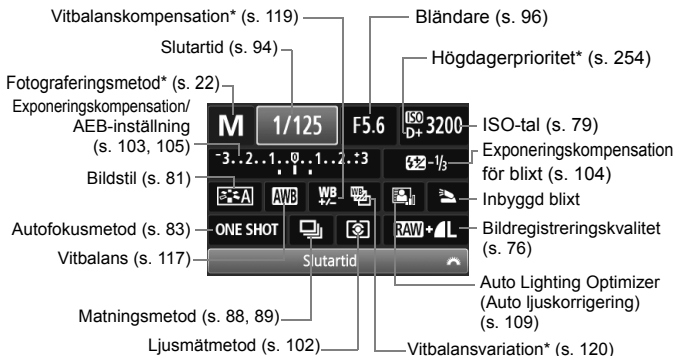 Vitbalanskompensation* (s. 119)
Bländare (s. 96)
Slutartid (s. 94)
Högdagerprioritet* (s. 254)
Fotograferingsmetod* (s. 22)
Exponeringskompensation/
AEB-inställning
(s. 103, 105)
M 1/125 F5.6 ISO D+ 3200
ISO-tal (s. 79)
-3..2..1..0..1..2.+3 -1/3
Exponeringskompensation
för blixt (s. 104)
Bildstil (s. 81)
A AWB WB +/- WB
Inbyggd blixt
Autofokusmetod (s. 83)
ONE SHOT RAW+L
Bildregistreringskvalitet
(s. 76)
Vitbalans (s. 117)
Slutartid
Auto Lighting Optimizer
(Auto ljuskorrigering)
(s. 109)
Matningsmetod (s. 88, 89)
Ljusmätmetod (s. 102)
Vitbalansvariation* (s. 120)